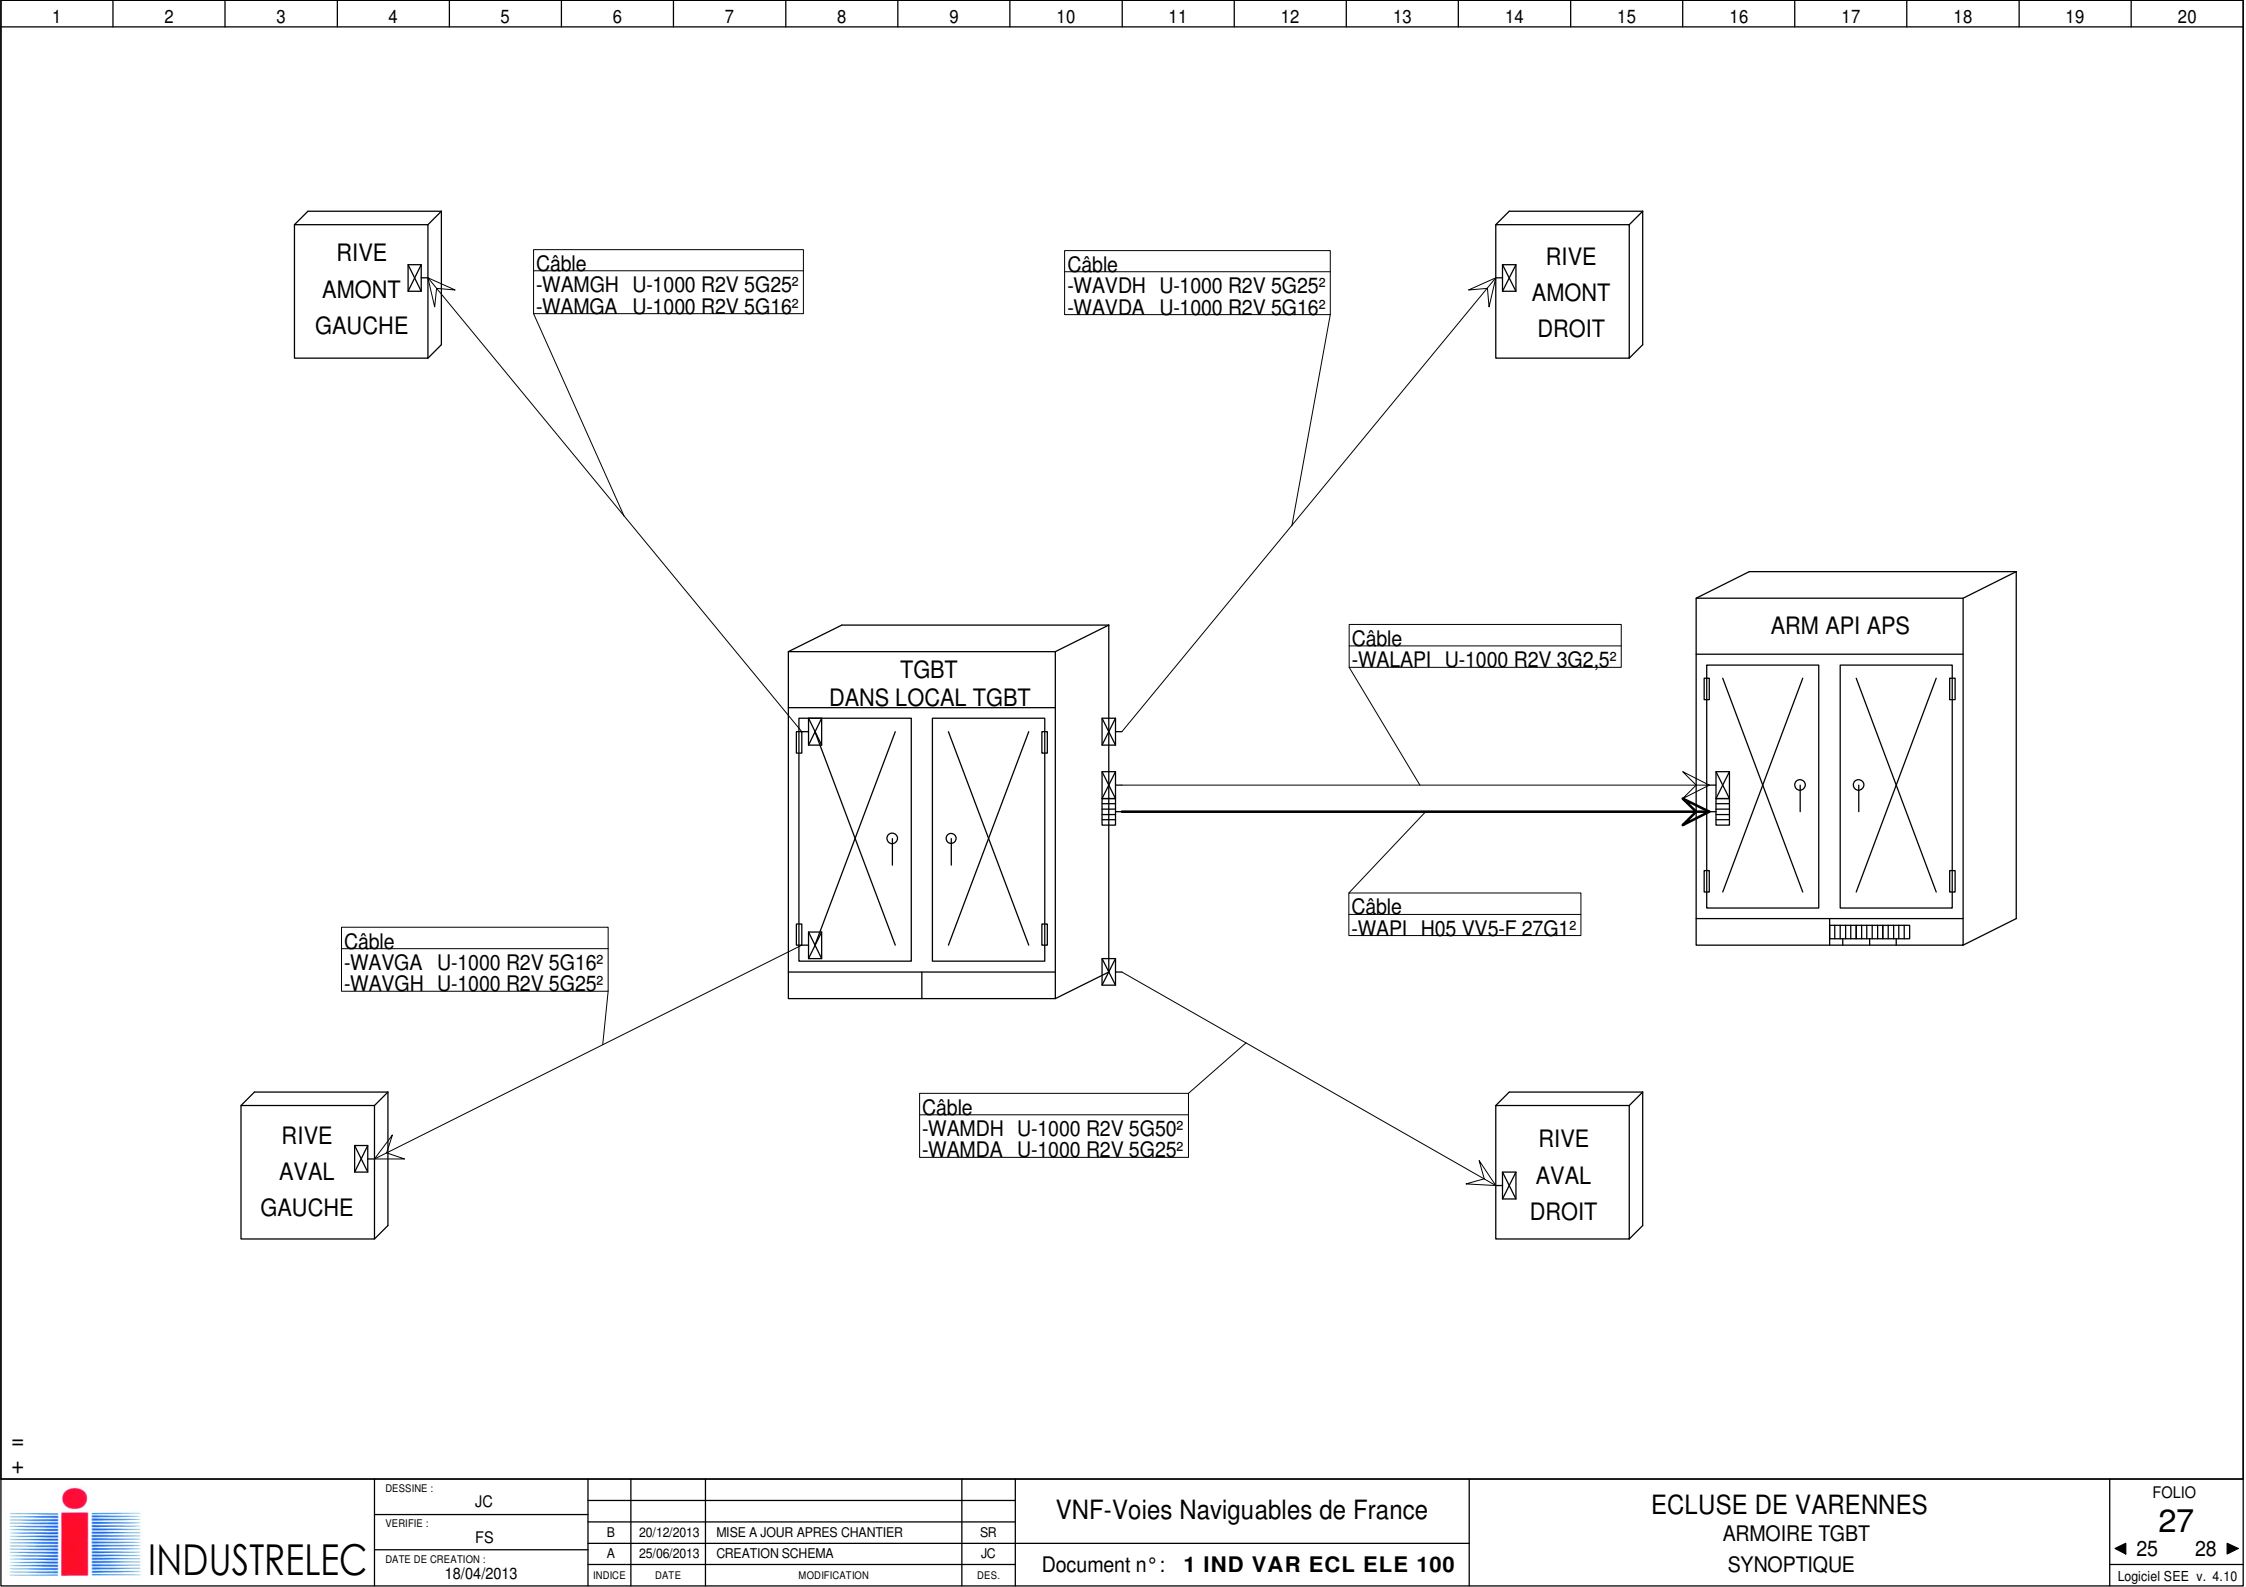 1 2 3 4 5 6 7 8 9 10 11 12 13 14 15 16 17 18 19 20
RIVE
AMONT
GAUCHE
Câble
-WAMGH U-1000 R2V 5G25²
-WAMGA U-1000 R2V 5G16²
Câble
-WAVDH U-1000 R2V 5G25²
-WAVDA U-1000 R2V 5G16²
RIVE
AMONT
DROIT
TGBT
DANS LOCAL TGBT
Câble
-WALAPI U-1000 R2V 3G2,5²
ARM API APS
Câble
-WAPI H05 VV5-F 27G1²
Câble
-WAVGA U-1000 R2V 5G16²
-WAVGH U-1000 R2V 5G25²
RIVE
AVAL
GAUCHE
Câble
-WAMDH U-1000 R2V 5G50²
-WAMDA U-1000 R2V 5G25²
RIVE
AVAL
DROIT
=
+
INDUSTRELEC
DESSINE :
JC
VERIFIE :
FS
DATE DE CREATION :
18/04/2013
B 20/12/2013 MISE A JOUR APRES CHANTIER SR
A 25/06/2013 CREATION SCHEMA JC
INDICE DATE MODIFICATION DES.
VNF-Voies Naviguables de France
Document n° : 1 IND VAR ECL ELE 100
ECLUSE DE VARENNES
ARMOIRE TGBT
SYNOPTIQUE
FOLIO
27
◄ 25 28 ►
Logiciel SEE v. 4.10